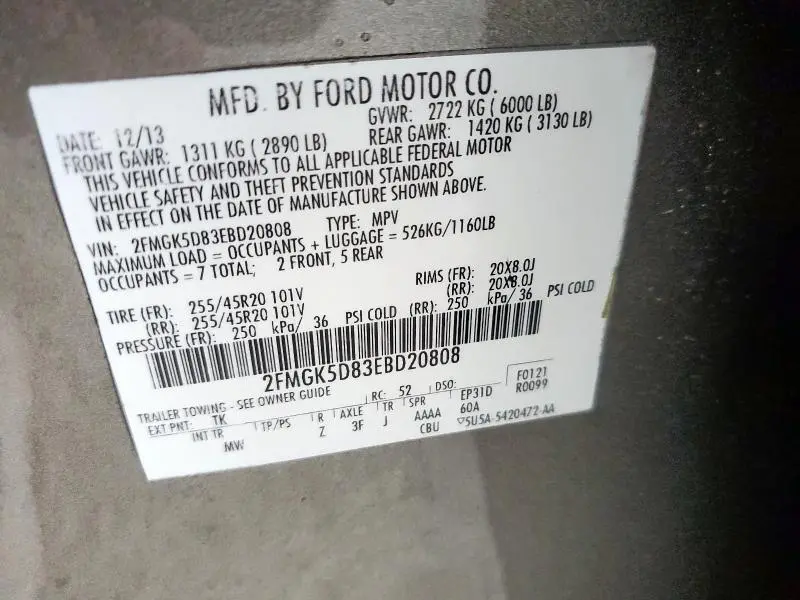 MFD. BY FORD MOTOR CO.
DATE: 12/13 GVWR: 2722 KG ( 6000 LB)
FRONT GAWR: 1311 KG ( 2890 LB) REAR GAWR: 1420 KG ( 3130 LB)
THIS VEHICLE CONFORMS TO ALL APPLICABLE FEDERAL MOTOR
VEHICLE SAFETY AND THEFT PREVENTION STANDARDS
IN EFFECT ON THE DATE OF MANUFACTURE SHOWN ABOVE.
VIN: 2FMGK5D83EBD20808 TYPE: MPV
MAXIMUM LOAD = OCCUPANTS + LUGGAGE = 526KG/1160LB
OCCUPANTS = 7 TOTAL; 2 FRONT, 5 REAR
TIRE (FR): 255/45R20 101V RIMS (FR): 20X8.0J
(RR): 255/45R20 101V (RR): 20X8.0J
PRESSURE (FR): 250 kPa/ 36 PSI COLD (RR): 250 kPa/ 36 PSI COLD
2FMGK5D83EBD20808
TRAILER TOWING - SEE OWNER GUIDE
EXT PNT: TK RC: 52 DSO: F0121
INT TR TP/PS R AXLE TR SPR EP31D R0099
MW Z 3F J AAAA 60A
CBU 5U5A-5420472-AA